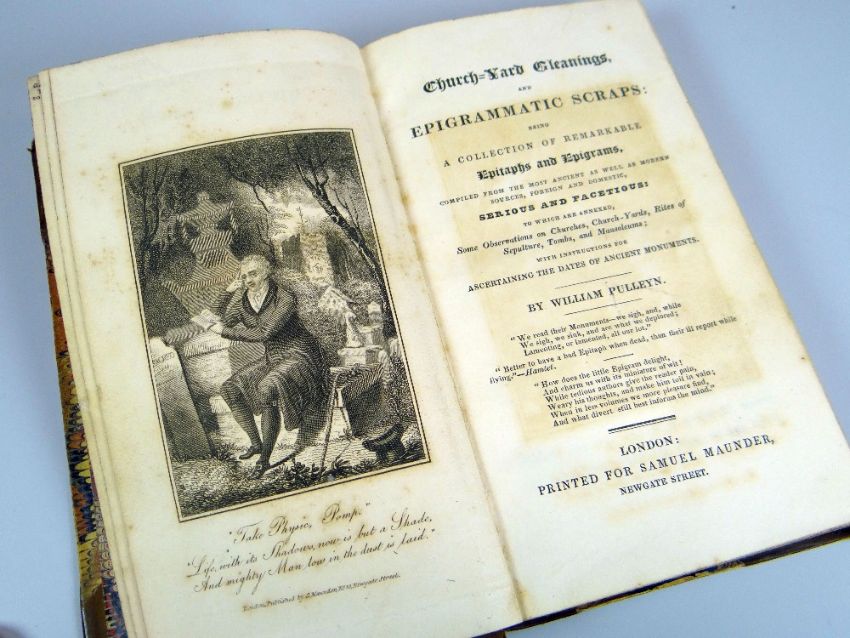 "Take Physic, Pomp."
"Life, with its Shadows, now is but a Shade,
And mighty Man, low in the dust is laid."
London, Published by S. Maunder, Newgate Street.
Church=Yard Gleanings,
AND
EPIGRAMMATIC SCRAPS:
BEING
A COLLECTION OF REMARKABLE
Epitaphs and Epigrams,
COMPILED FROM THE MOST ANCIENT AS WELL AS MODERN
SOURCES, FOREIGN AND DOMESTIC,
SERIOUS AND FACETIOUS:
TO WHICH ARE ANNEXED,
Some Observations on Churches, Church-Yards, Rites of
Sepulture, Tombs, and Mausoleums;
WITH INSTRUCTIONS FOR
ASCERTAINING THE DATES OF ANCIENT MONUMENTS.
BY WILLIAM PULLEYN.
"We read their Monuments—we sigh, and, while
We sigh, we sink, and are what we deplored;
Lamenting, or lamented, all our lot."
"Better to have a bad Epitaph when dead, than their ill report while
living."—Hamlet.
"How does the little Epigram delight,
And charm us with its miniature of wit!
While tedious authors give the reader pain,
Weary his thoughts, and make him toil in vain;
When in less volumes we more pleasure find,
And what divert still best informs the mind."
LONDON:
PRINTED FOR SAMUEL MAUNDER,
NEWGATE STREET.